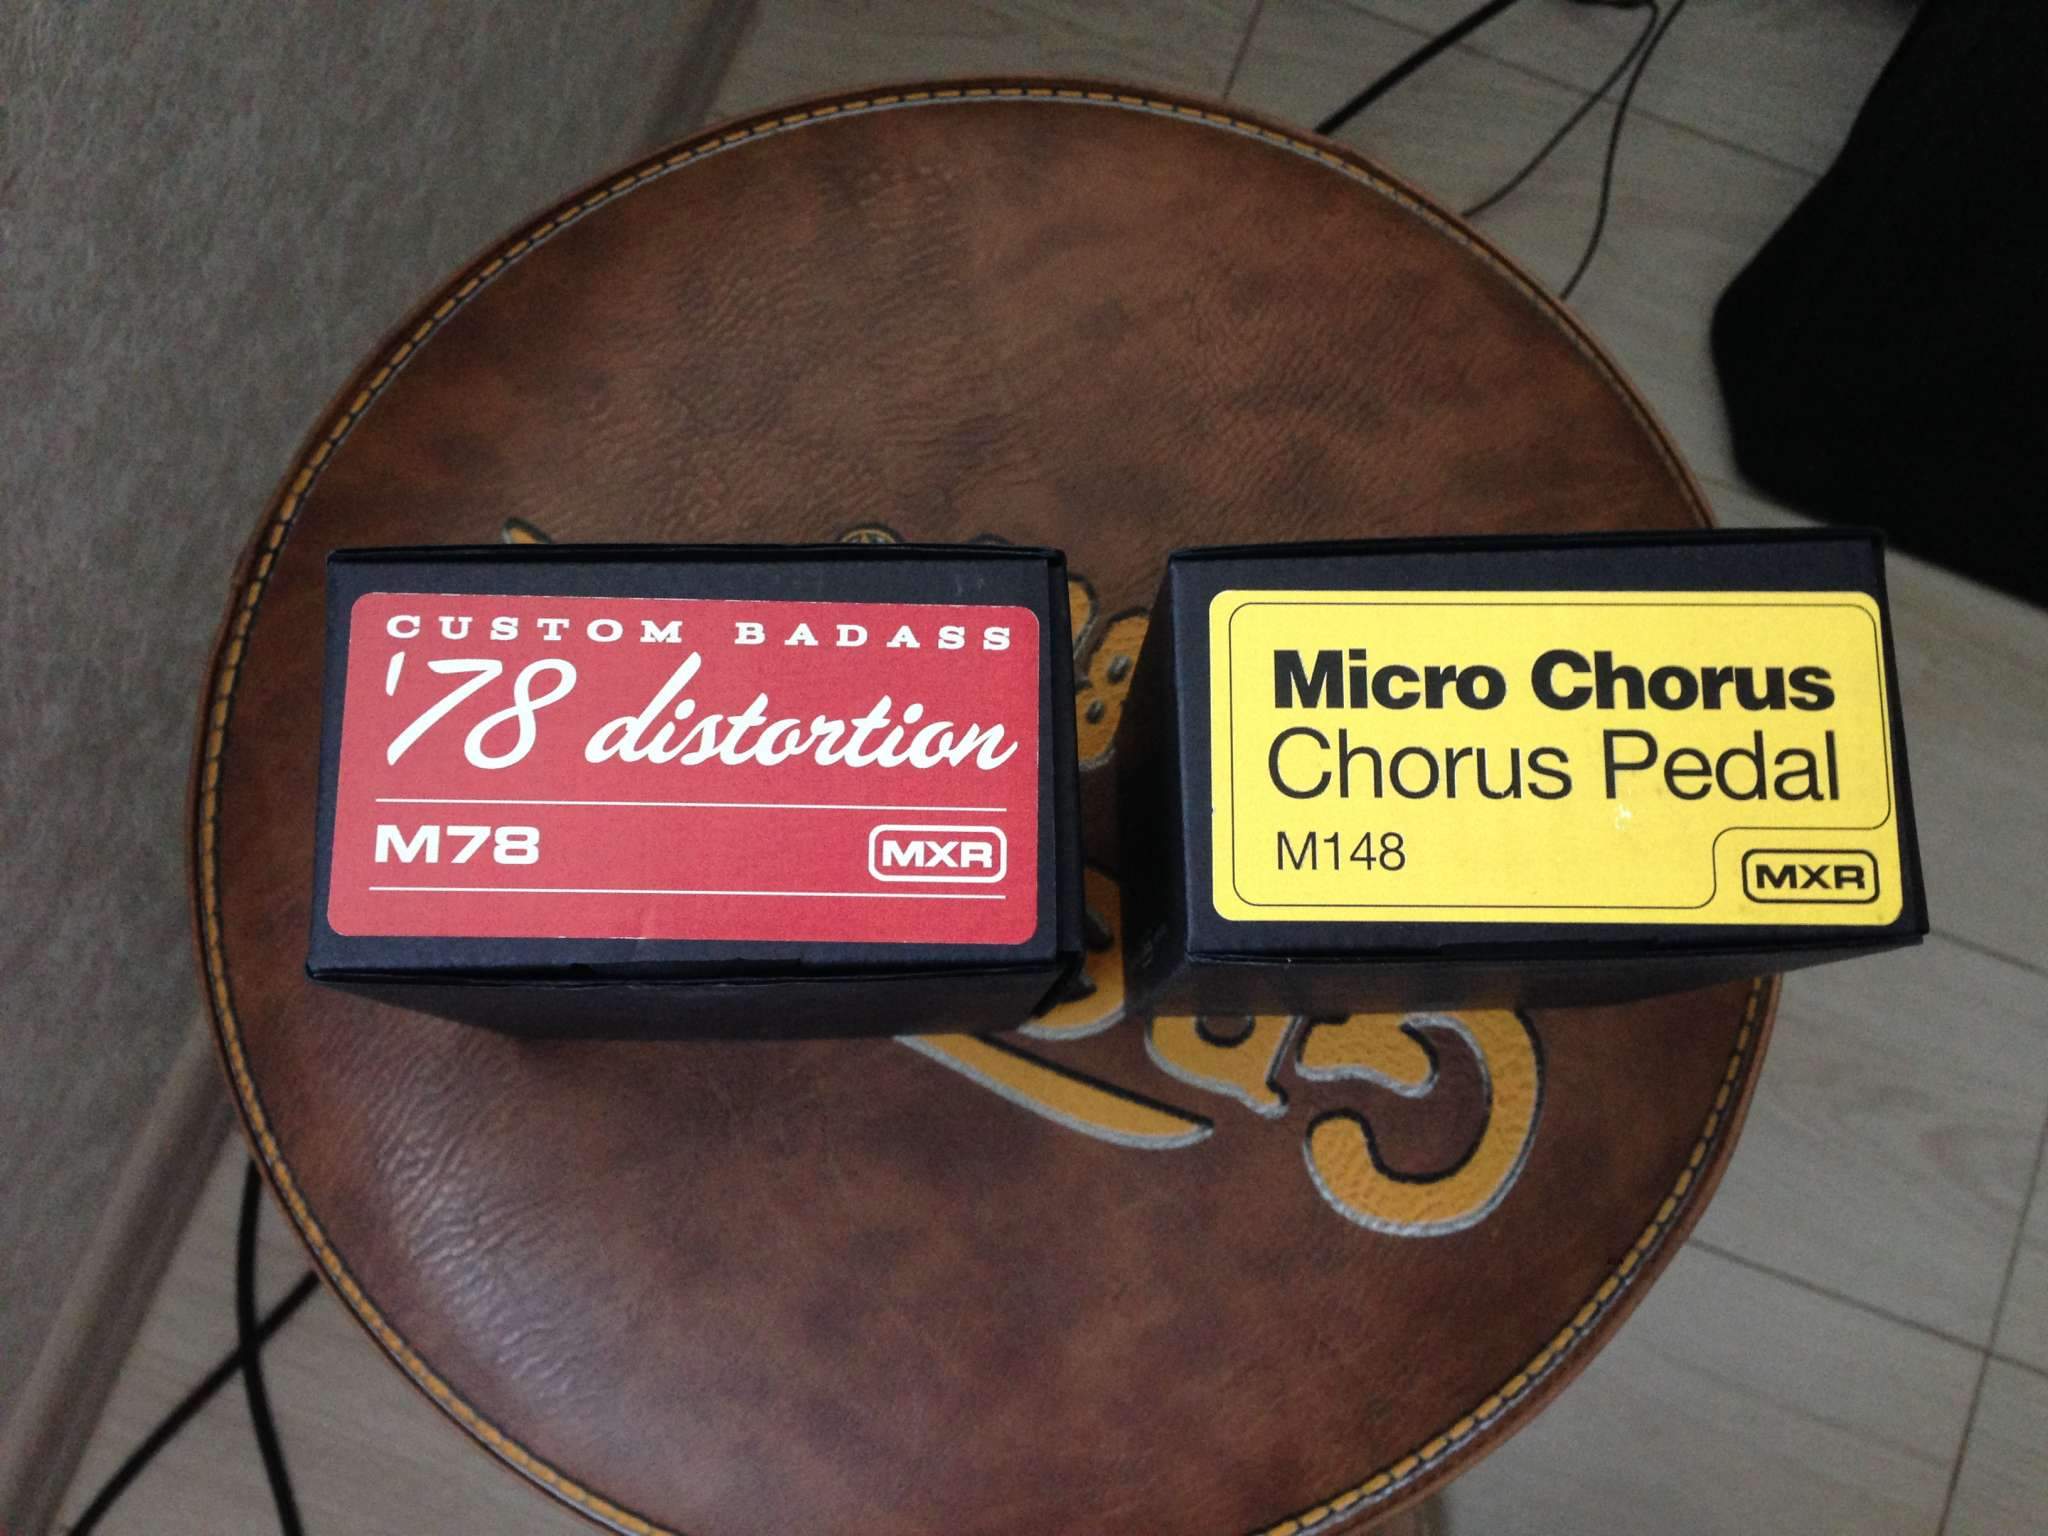 CUSTOM BADASS
'78 distortion
M78
MXR
Micro Chorus
Chorus Pedal
M148
MXR